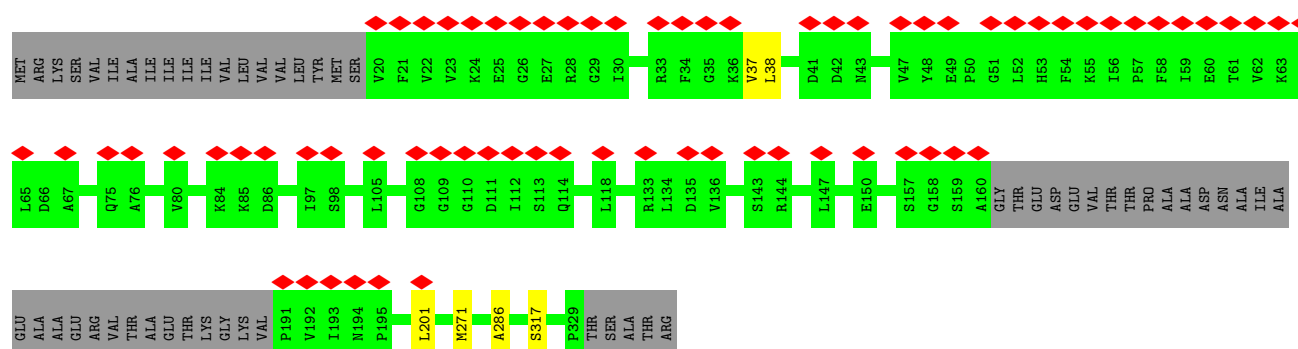 MET ARG LYS SER VAL ILE ALA ILE ILE ILE ILE VAL LEU VAL VAL LEU TYR MET SER V20 F21 V22 V23 K24 E25 G26 E27 R28 G29 I30 R33 F34 G35 K36 V37 L38 D41 D42 N43 V47 Y48 E49 P50 G51 L52 H53 F54 K55 I56 P57 F58 I59 E60 T61 V62 K63
L65 D66 A67 Q75 A76 V80 K84 K85 D86 I97 S98 L105 G108 G109 G110 D111 I112 S113 Q114 L118 R133 L134 D135 V136 S143 R144 L147 E150 S157 G158 S159 A160 GLY THR GLU ASP GLU VAL THR THR PRO ALA ALA ASP ASN ALA ILE ALA
GLU ALA ALA GLU ARG VAL THR ALA GLU THR LYS GLY LYS VAL P191 V192 I193 N194 P195 L201 M271 A286 S317 P329 THR SER ALA THR ARG